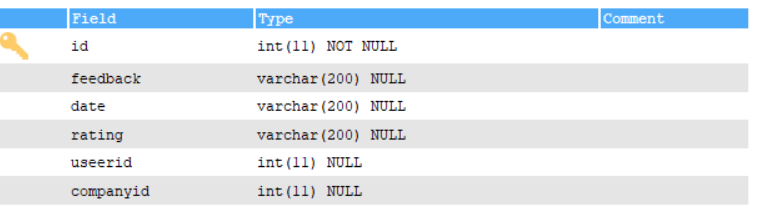 Field Type Comment
id int(11) NOT NULL
feedback varchar(200) NULL
date varchar(200) NULL
rating varchar(200) NULL
useerid int(11) NULL
companyid int(11) NULL